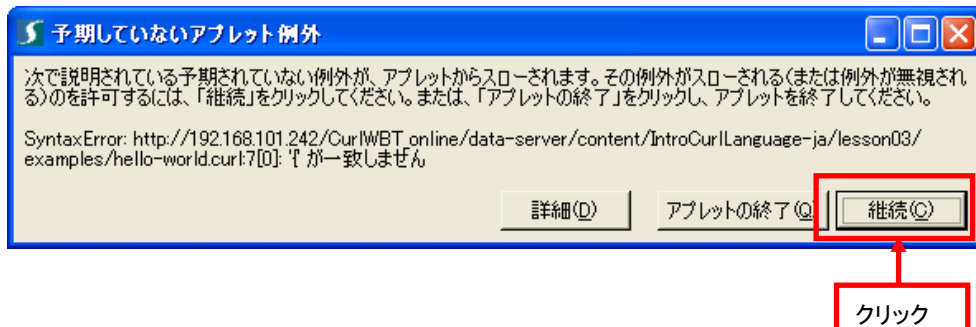 予期していないアプレット例外
次で説明されている予期されていない例外が、アプレットからスローされます。その例外がスローされる(または例外が無視され
る)のを許可するには、「継続」をクリックしてください。または、「アプレットの終了」をクリックし、アプレットを終了してください。
SyntaxError: http://192.168.101.242/CurlWBT_online/data-server/content/IntroCurlLanguage-ja/lesson03/
examples/hello-world.curl:7[0]: '{' が一致しません
詳細(D) アプレットの終了(Q) 継続(C)
クリック